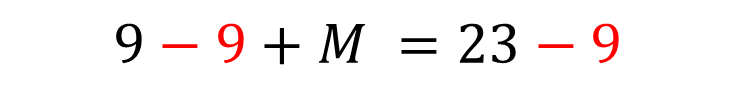 9 − 9 + M = 23 − 9